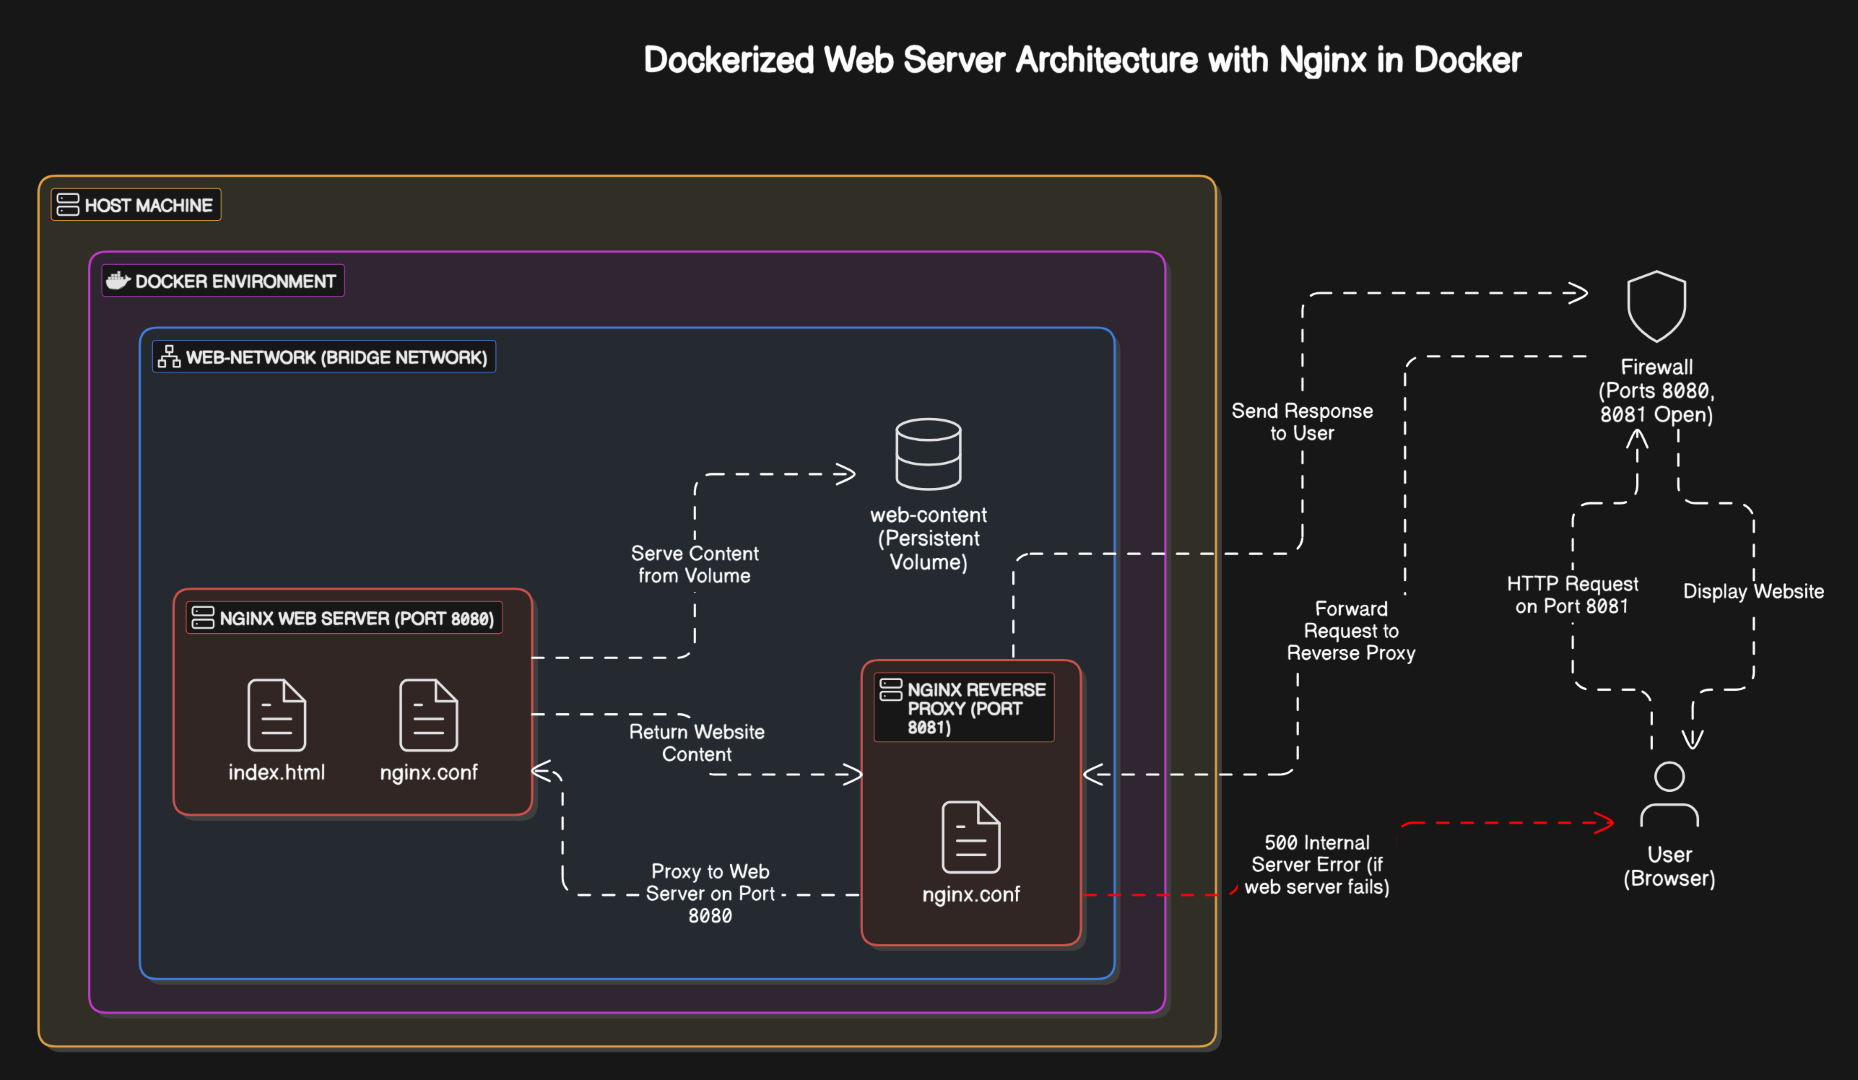 Dockerized Web Server Architecture with Nginx in Docker
HOST MACHINE
DOCKER ENVIRONMENT
WEB-NETWORK (BRIDGE NETWORK)
web-content
(Persistent
Volume)
Serve Content
from Volume
NGINX WEB SERVER (PORT 8080)
index.html
nginx.conf
Return Website
Content
Proxy to Web
Server on Port
8080
NGINX REVERSE
PROXY (PORT
8081)
nginx.conf
Send Response
to User
Forward
Request to
Reverse Proxy
500 Internal
Server Error (if
web server fails)
Firewall
(Ports 8080,
8081 Open)
HTTP Request
on Port 8081
Display Website
User
(Browser)